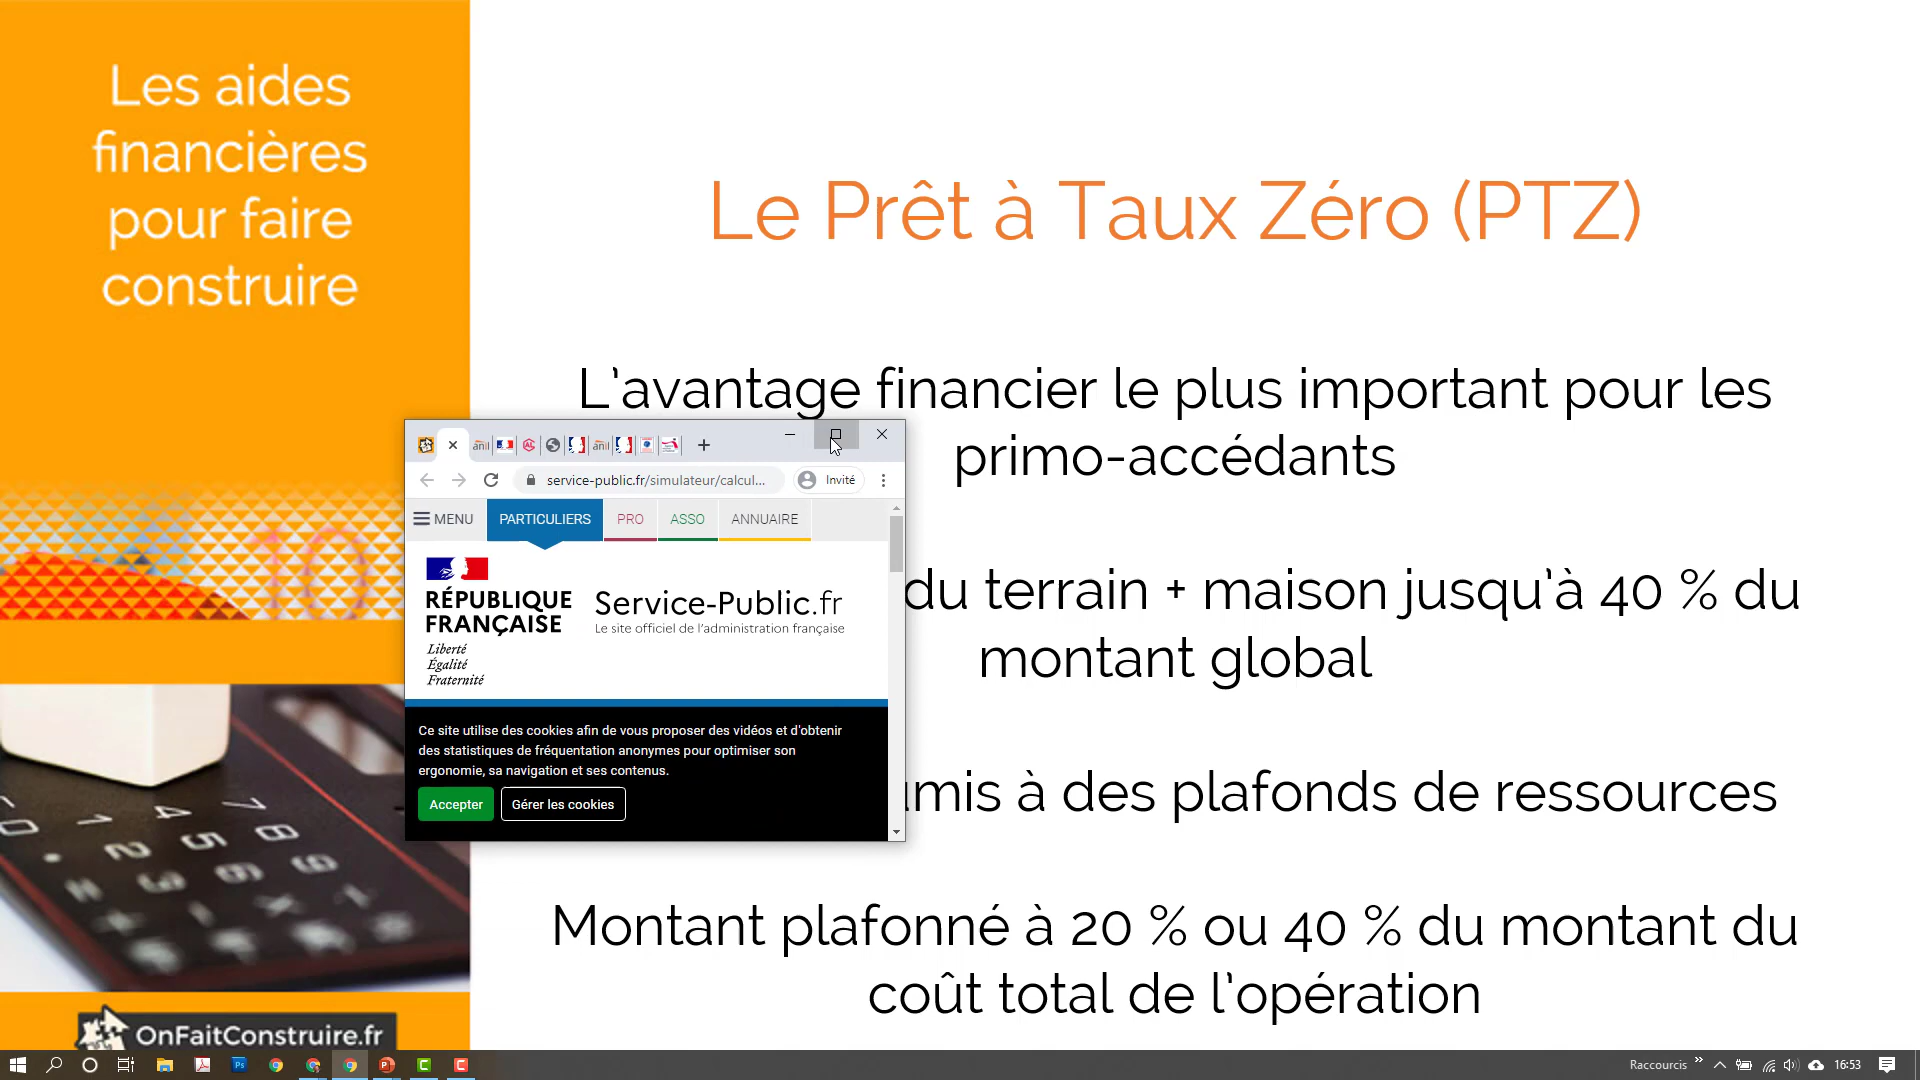 Les aides
financières
pour faire
construire
Le Prêt à Taux Zéro (PTZ)
L'avantage financier le plus important pour les
primo-accédants
du terrain + maison jusqu'à 40 % du
montant global
umis à des plafonds de ressources
Montant plafonné à 20 % ou 40 % du montant du
coût total de l'opération
service-public.fr/simulateur/calcul...
Invité
MENU
PARTICULIERS
PRO
ASSO
ANNUAIRE
RÉPUBLIQUE
FRANÇAISE
Liberté
Égalité
Fraternité
Service-Public.fr
Le site officiel de l'administration française
Ce site utilise des cookies afin de vous proposer des vidéos et d'obtenir
des statistiques de fréquentation anonymes pour optimiser son
ergonomie, sa navigation et ses contenus.
Accepter
Gérer les cookies
OnFaitConstruire.fr
Raccourcis
16:53